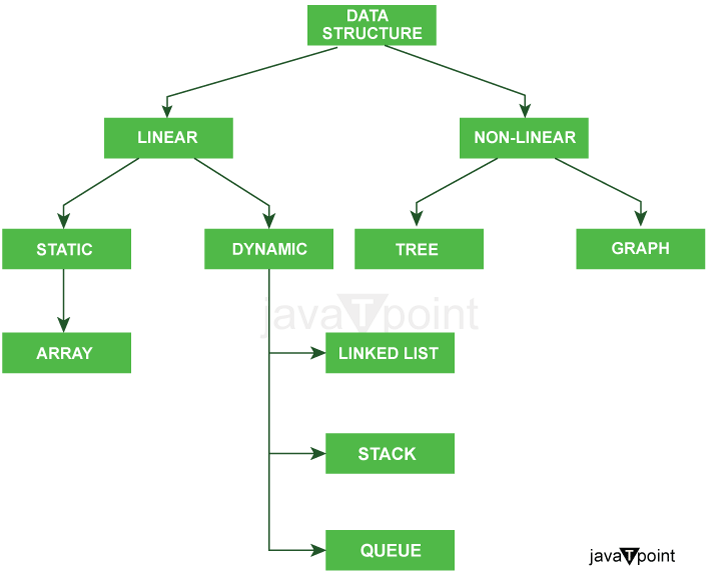 DATA
STRUCTURE
LINEAR
NON-LINEAR
STATIC
DYNAMIC
TREE
GRAPH
javaTpoint
ARRAY
LINKED LIST
STACK
QUEUE
javaTpoint